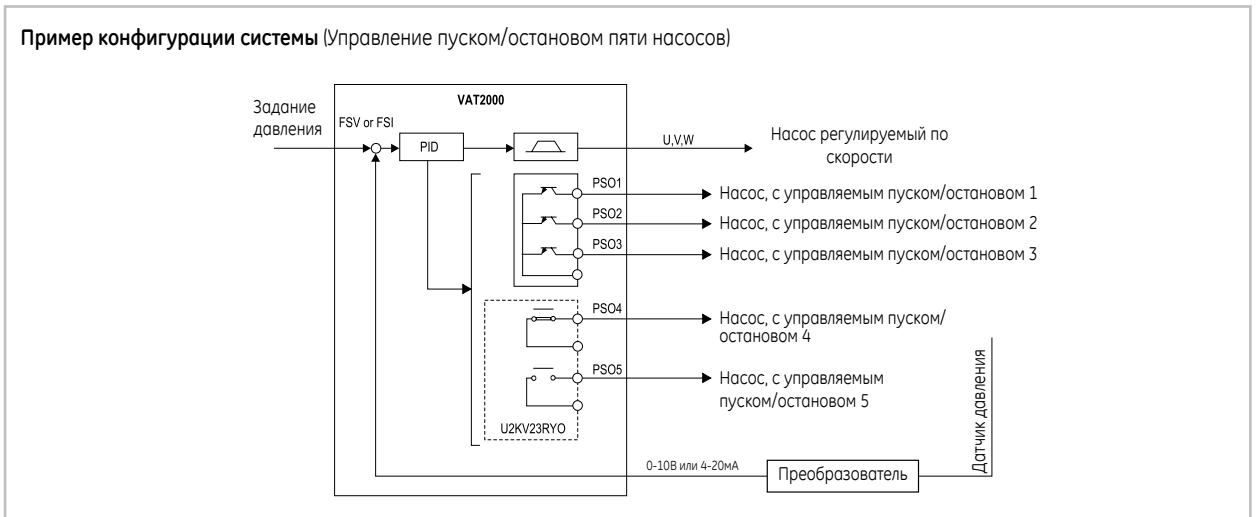 Пример конфигурации системы (Управление пуском/остановом пяти насосов)
VAT2000
Задание
давления
FSV or FSI
PID
U,V,W
Насос регулируемый по
скорости
PSO1
Насос, с управляемым пуском/остановом 1
PSO2
Насос, с управляемым пуском/остановом 2
PSO3
Насос, с управляемым пуском/остановом 3
PSO4
Насос, с управляемым пуском/
остановом 4
PSO5
Насос, с управляемым
пуском/остановом 5
U2KV23RYO
Датчик давления
0-10В или 4-20мА
Преобразователь